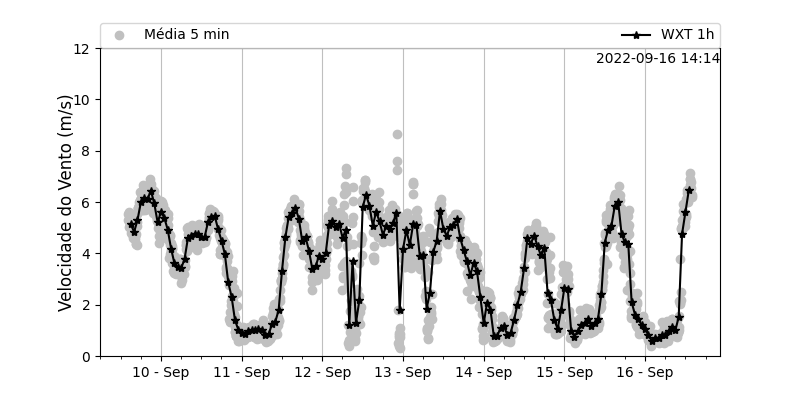 Média 5 min
WXT 1h
2022-09-16 14:14
Velocidade do Vento (m/s)
12
10
8
6
4
2
0
10 - Sep
11 - Sep
12 - Sep
13 - Sep
14 - Sep
15 - Sep
16 - Sep